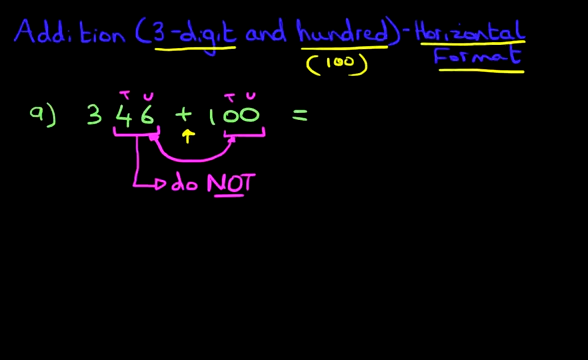 Addition (3-digit and hundred)-Horizontal
(100) Format
T U T U
a) 346 + 100 =
do NOT